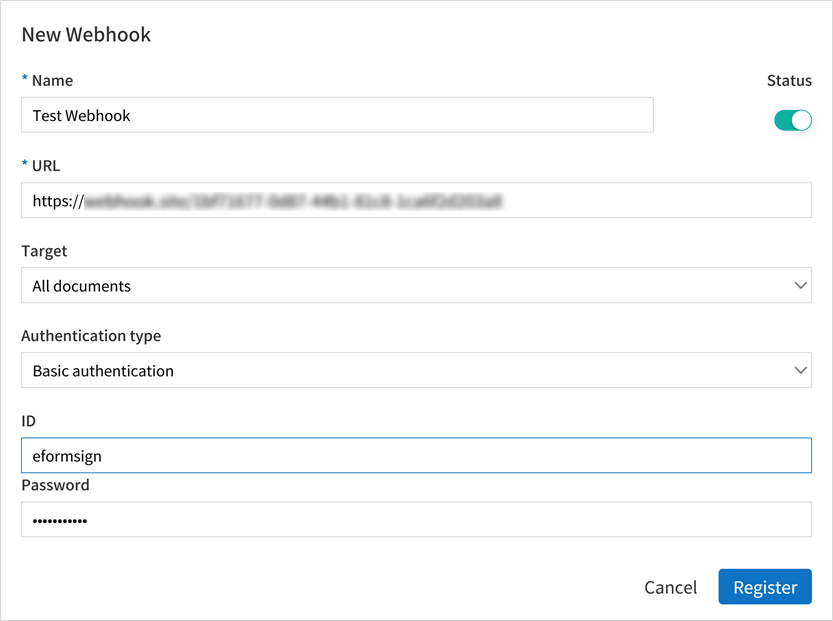 New Webhook
* Name
Status
Test Webhook
* URL
https://
Target
All documents
Authentication type
Basic authentication
ID
eformsign
Password
•••••••••••
Cancel
Register